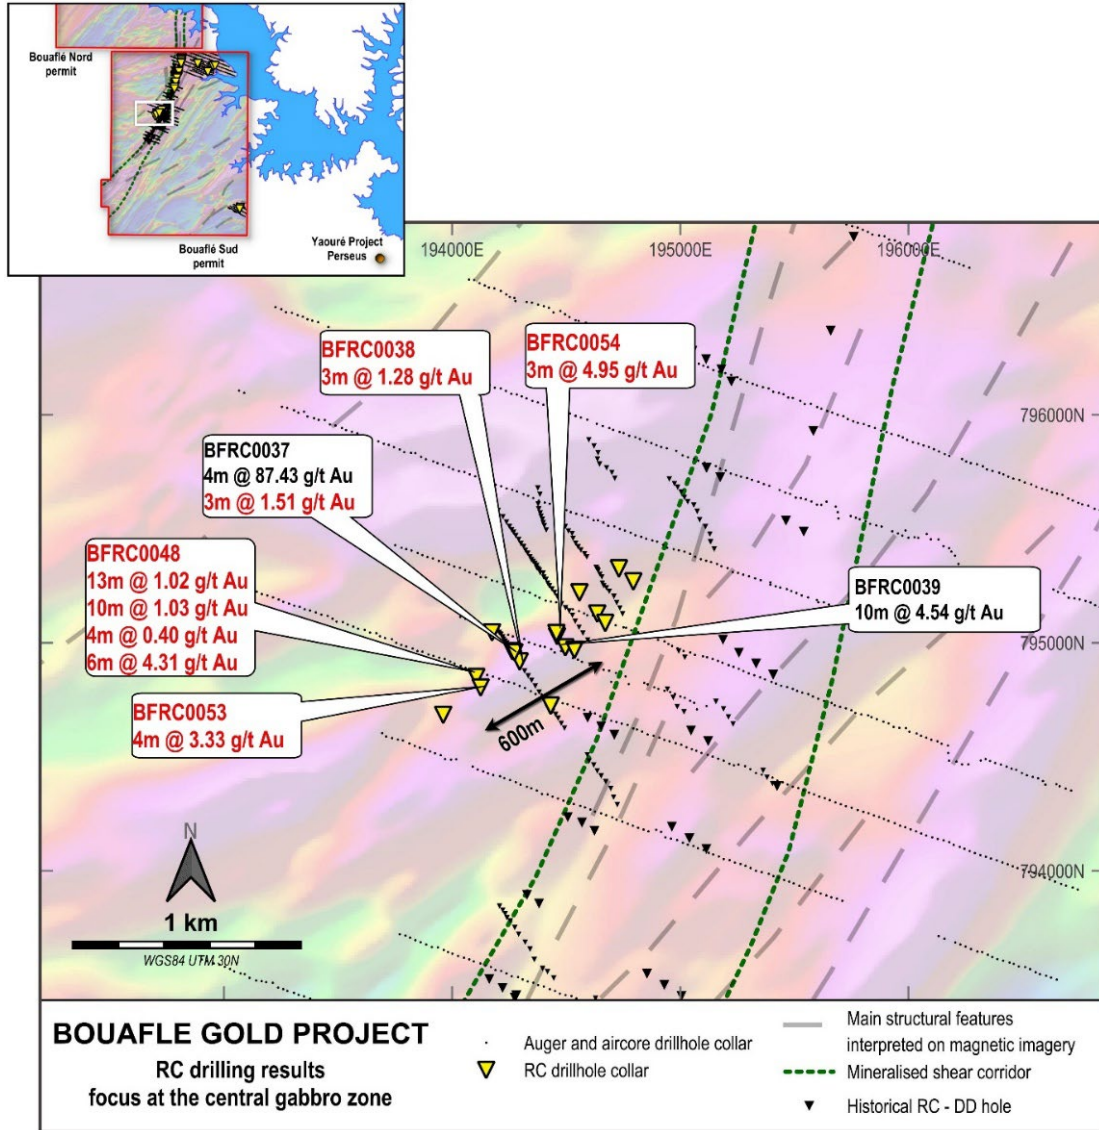 Bouaflé Nord
permit
Bouaflé Sud
permit
Yaouré Project
Perseus
194000E
195000E
196000E
796000N
795000N
794000N
BFRC0038
3m @ 1.28 g/t Au
BFRC0054
3m @ 4.95 g/t Au
BFRC0037
4m @ 87.43 g/t Au
3m @ 1.51 g/t Au
BFRC0048
13m @ 1.02 g/t Au
10m @ 1.03 g/t Au
4m @ 0.40 g/t Au
6m @ 4.31 g/t Au
BFRC0039
10m @ 4.54 g/t Au
BFRC0053
4m @ 3.33 g/t Au
600m
N
1 km
WGS84 UTM 30N
BOUAFLE GOLD PROJECT
RC drilling results
focus at the central gabbro zone
Auger and aircore drillhole collar
RC drillhole collar
Main structural features
interpreted on magnetic imagery
Mineralised shear corridor
Historical RC - DD hole